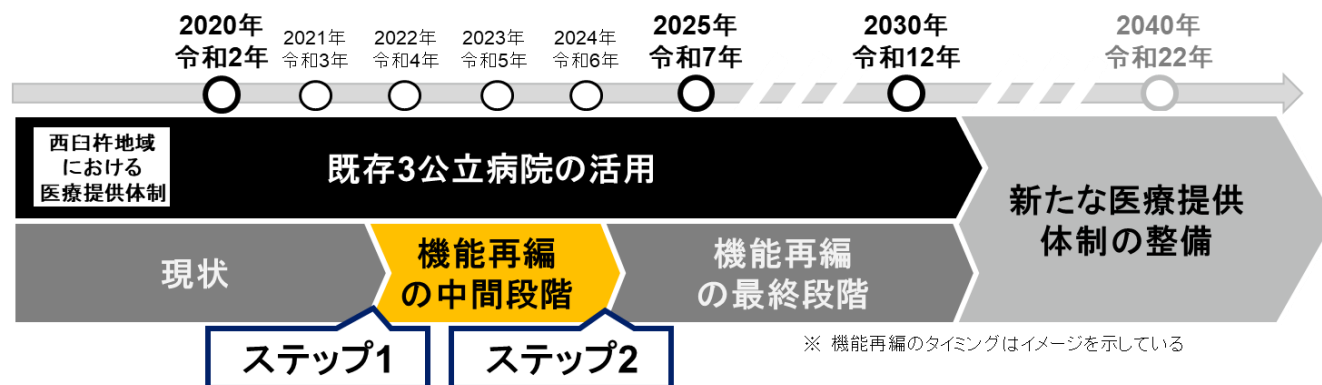 2020年
令和2年
2021年
令和3年
2022年
令和4年
2023年
令和5年
2024年
令和6年
2025年
令和7年
2030年
令和12年
2040年
令和22年
西臼杵地域
における
医療提供体制
既存3公立病院の活用
新たな医療提供
体制の整備
現状
機能再編
の中間段階
機能再編
の最終段階
ステップ1
ステップ2
※ 機能再編のタイミングはイメージを示している